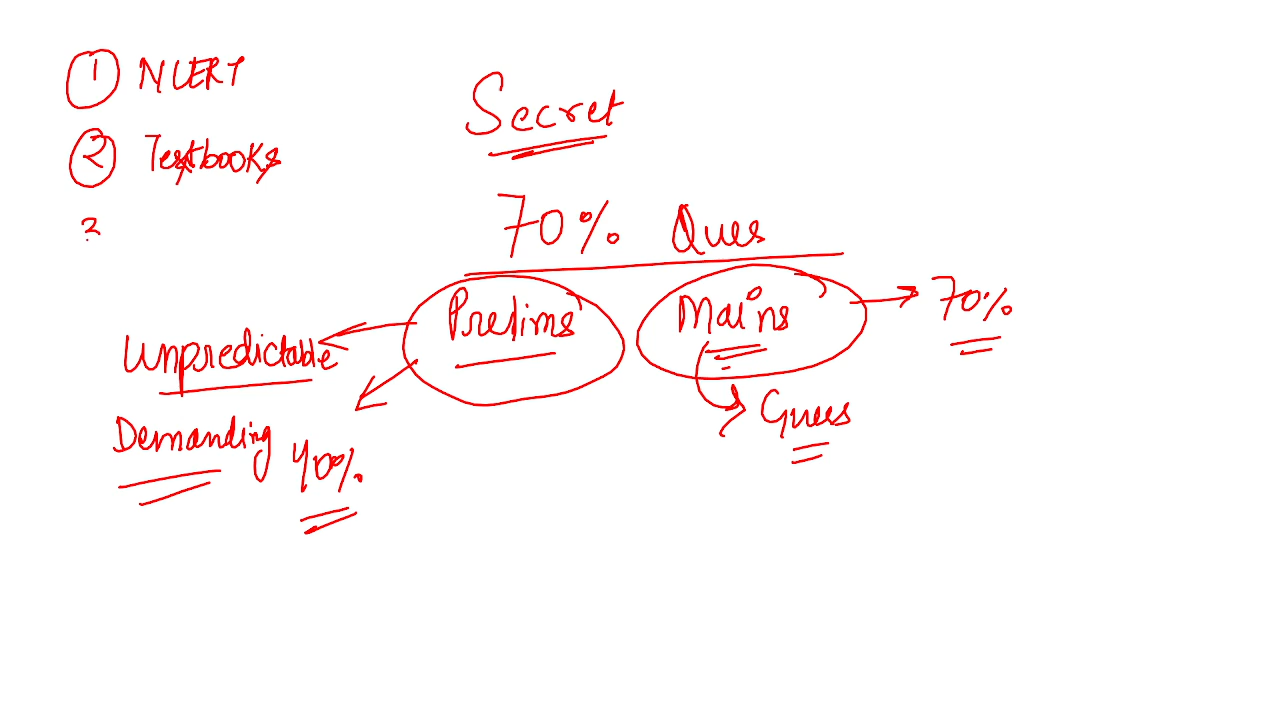 1 NCERT
2 Textbooks
3
Secret
70% Ques
Prelims
Mains
70%
Unpredictable
Demanding 40%
Guess